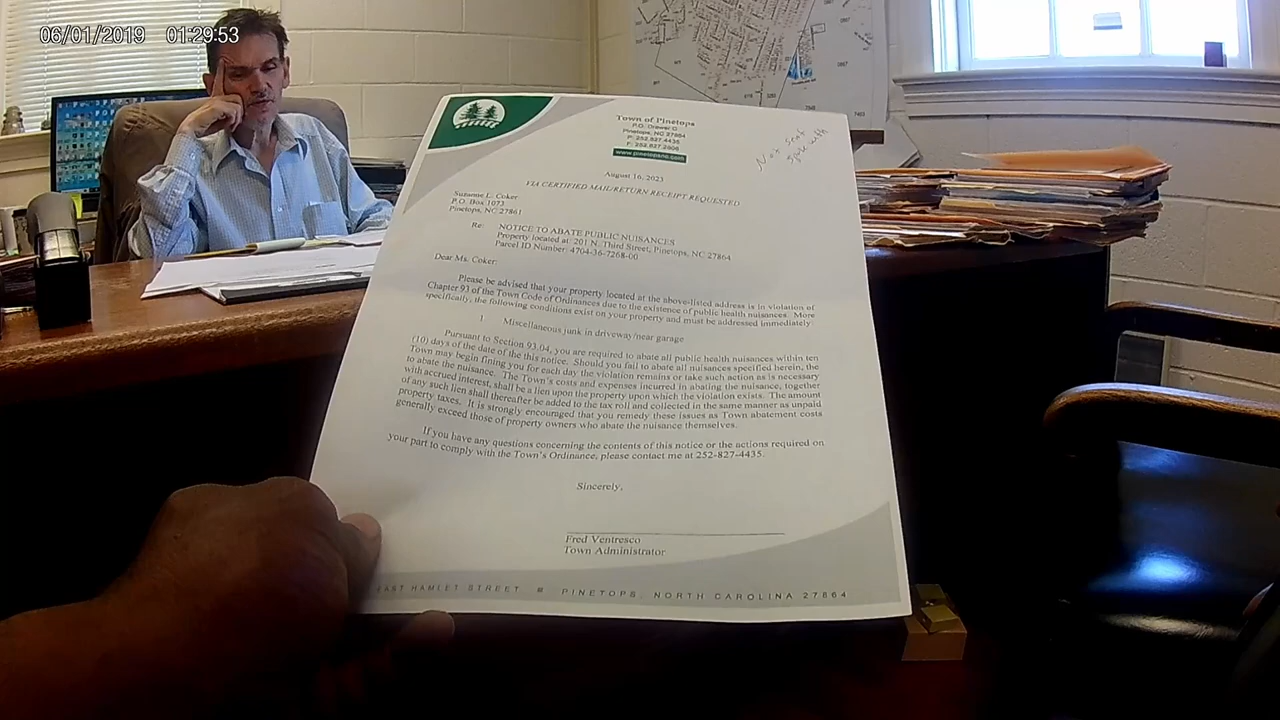 06/01/2019 01:29:53
Town of Pinetops
P.O. Drawer C
Pinetops, NC 27864
P: 252.827.4435
F: 252.827.2806
www.pinetopsnc.com
Not sent
spoke with
August 16, 2023
VIA CERTIFIED MAIL/RETURN RECEIPT REQUESTED
Suzanne L. Coker
P.O. Box 1073
Pinetops, NC 27861
Re: NOTICE TO ABATE PUBLIC NUISANCES
Property located at: 201 N. Third Street, Pinetops, NC 27864
Parcel ID Number: 4704-36-7268-00
Dear Ms. Coker:
Please be advised that your property located at the above-listed address is in violation of
Chapter 93 of the Town Code of Ordinances due to the existence of public health nuisances. More
specifically, the following conditions exist on your property and must be addressed immediately:
1. Miscellaneous junk in driveway/near garage
Pursuant to Section 93.04, you are required to abate all public health nuisances within ten
(10) days of the date of the this notice. Should you fail to abate all nuisances specified herein, the
Town may begin fining you for each day the violation remains or take such action as is necessary
to abate the nuisance. The Town's costs and expenses incurred in abating the nuisance, together
with accrued interest, shall be a lien upon the property upon which the violation exists. The amount
of any such lien shall thereafter be added to the tax roll and collected in the same manner as unpaid
property taxes. It is strongly encouraged that you remedy these issues as Town abatement costs
generally exceed those of property owners who abate the nuisance themselves.
If you have any questions concerning the contents of this notice or the actions required on
your part to comply with the Town's Ordinance, please contact me at 252-827-4435.
Sincerely,
Fred Ventresco
Town Administrator
EAST HAMLET STREET PINETOPS, NORTH CAROLINA 27864